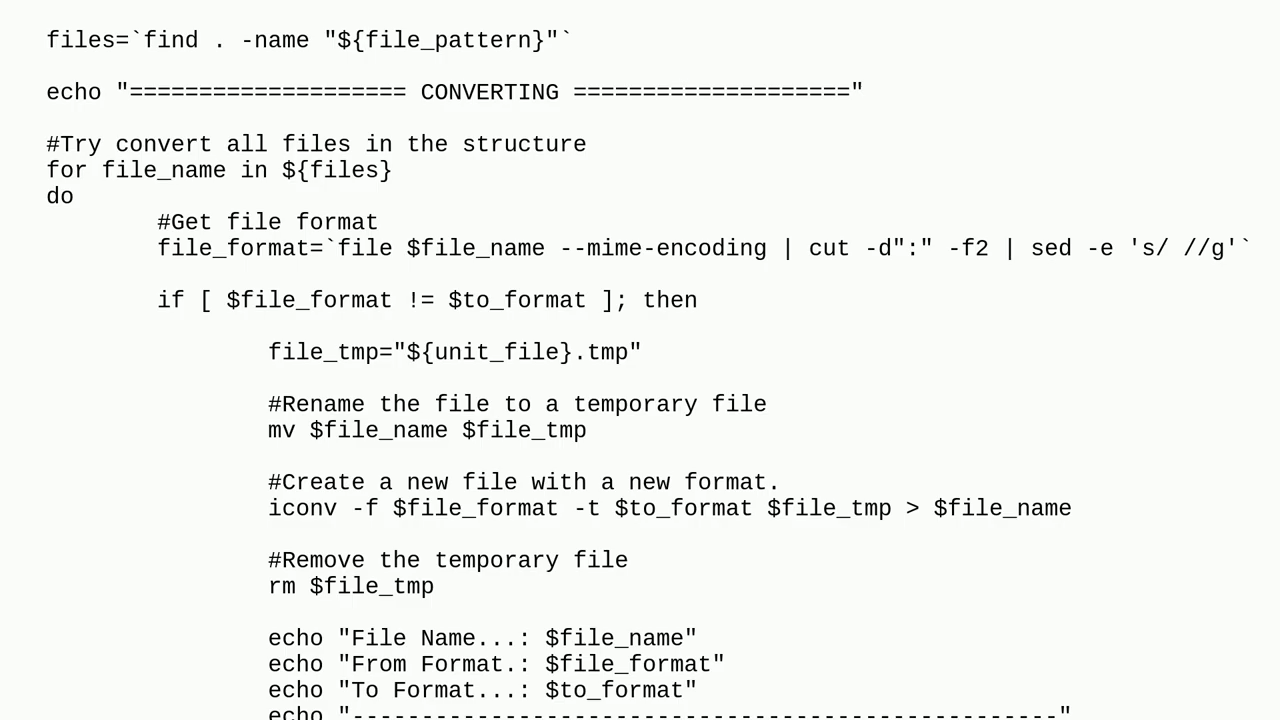 files=`find . -name "${file_pattern}"`
echo "==================== CONVERTING ===================="
#Try convert all files in the structure
for file_name in ${files}
do
#Get file format
file_format=`file $file_name --mime-encoding | cut -d":" -f2 | sed -e 's/ //g'`
if [ $file_format != $to_format ]; then
file_tmp="${unit_file}.tmp"
#Rename the file to a temporary file
mv $file_name $file_tmp
#Create a new file with a new format.
iconv -f $file_format -t $to_format $file_tmp > $file_name
#Remove the temporary file
rm $file_tmp
echo "File Name...: $file_name"
echo "From Format.: $file_format"
echo "To Format...: $to_format"
echo "---------------------------------------------------"